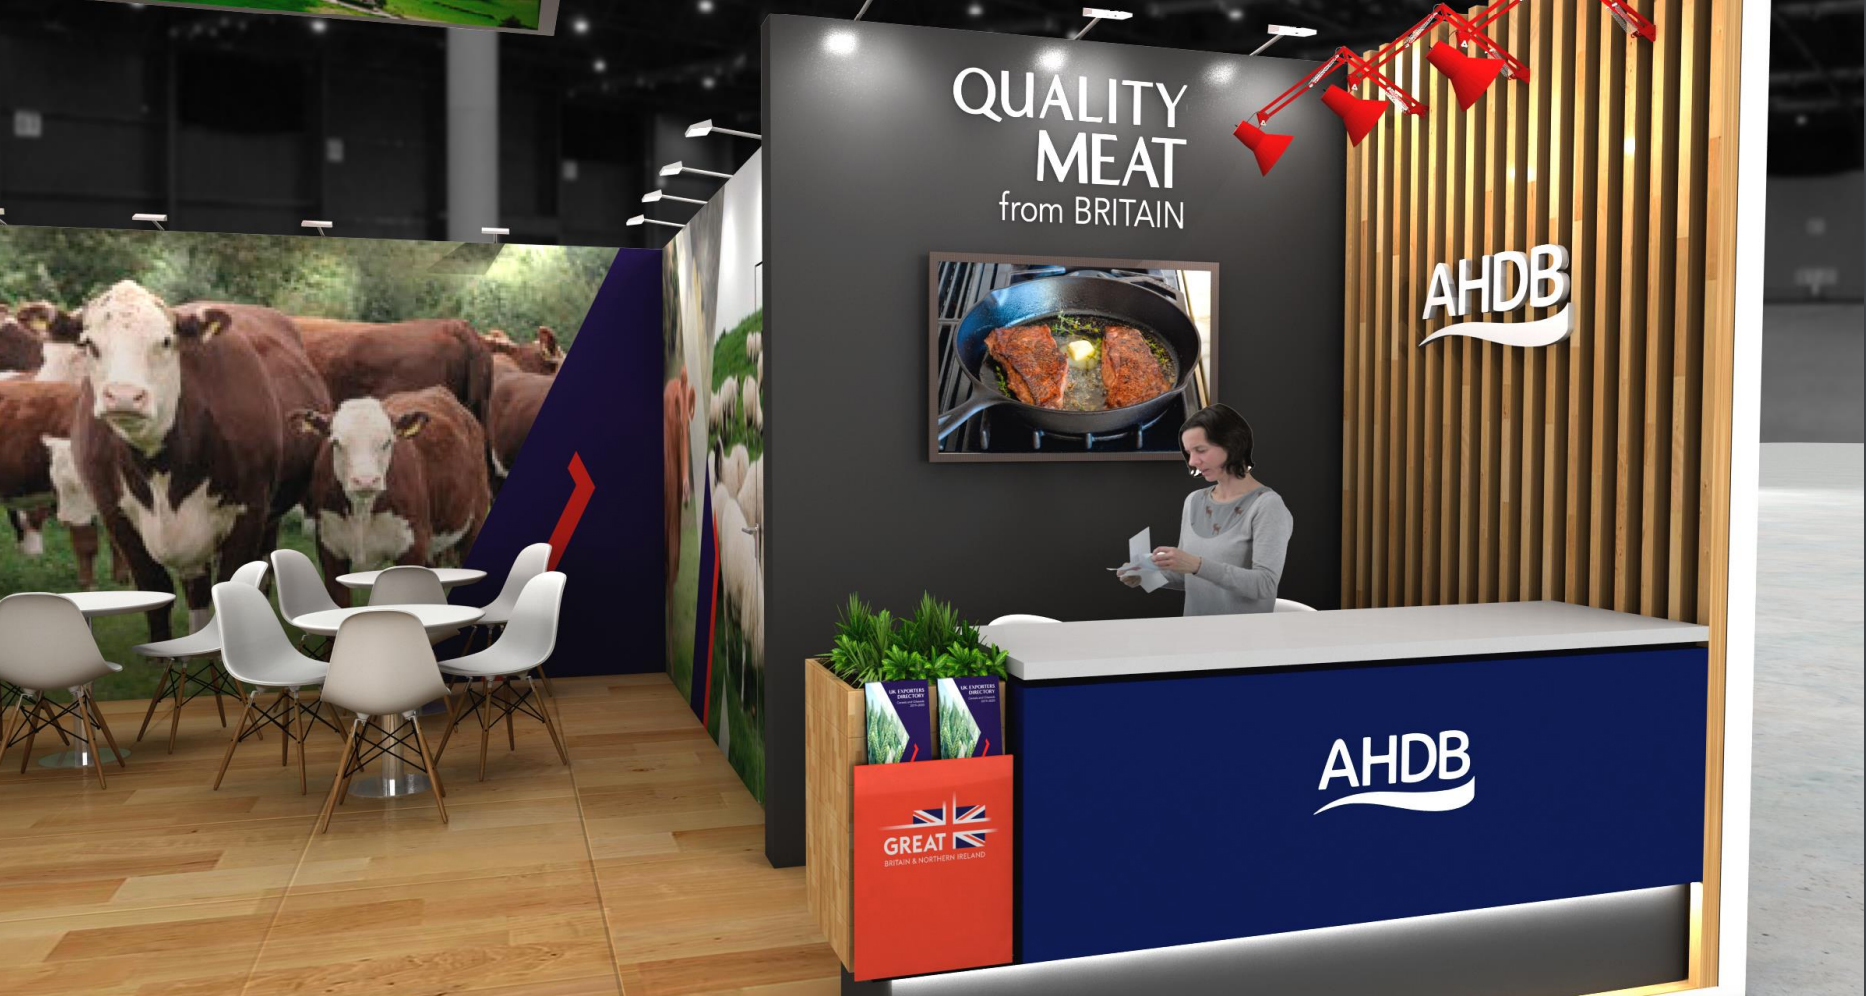 QUALITY
MEAT
from BRITAIN
AHDB
UK EXPORTERS
DIRECTORY
UK EXPORTERS
DIRECTORY
GREAT
BRITAIN & NORTHERN IRELAND
AHDB